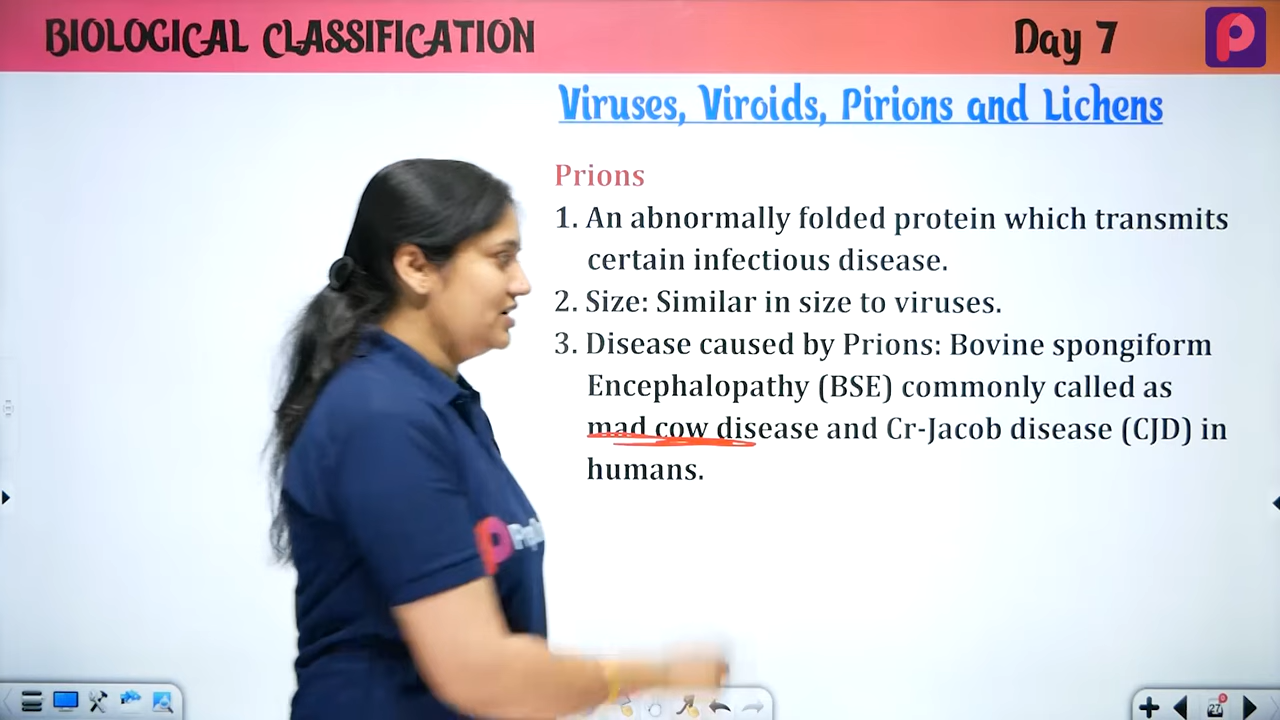 BIOLOGICAL CLASSIFICATION
Day 7
Viruses, Viroids, Pirions and Lichens
Prions
1. An abnormally folded protein which transmits
certain infectious disease.
2. Size: Similar in size to viruses.
3. Disease caused by Prions: Bovine spongiform
Encephalopathy (BSE) commonly called as
mad cow disease and Cr-Jacob disease (CJD) in
humans.
27